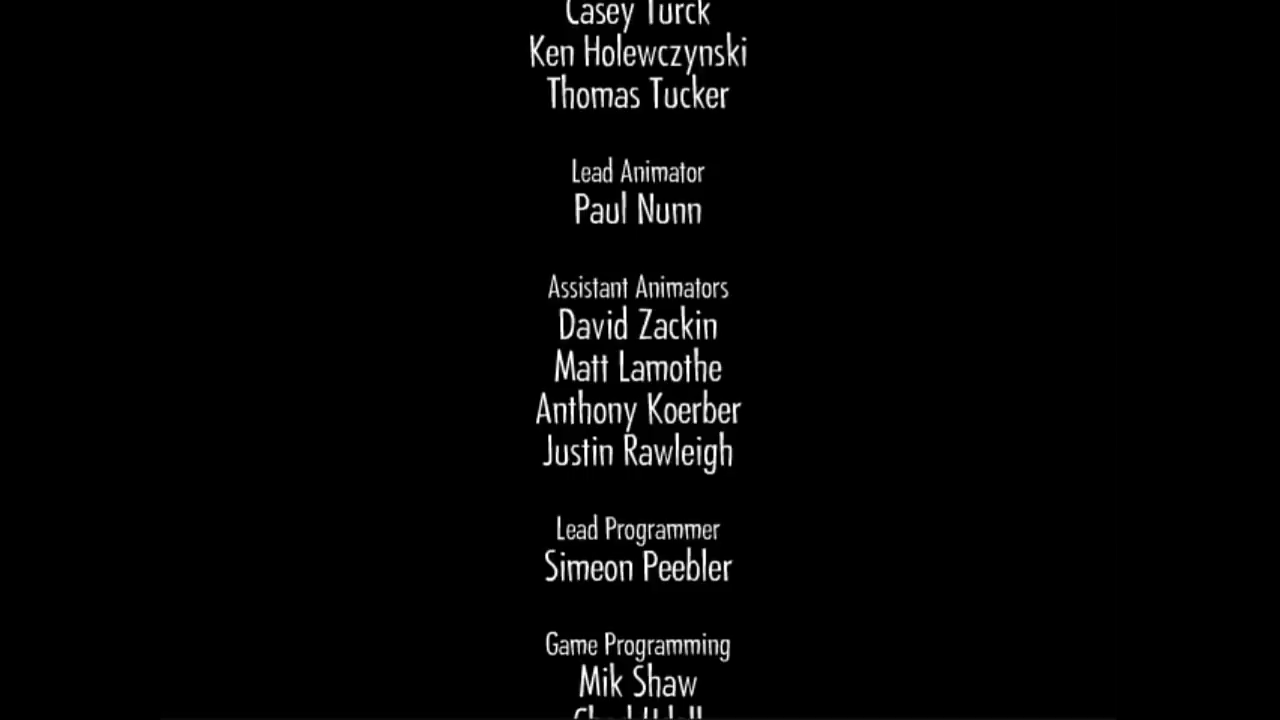 Casey Turck
Ken Holewczynski
Thomas Tucker
Lead Animator
Paul Nunn
Assistant Animators
David Zackin
Matt Lamothe
Anthony Koerber
Justin Rawleigh
Lead Programmer
Simeon Peebler
Game Programming
Mik Shaw